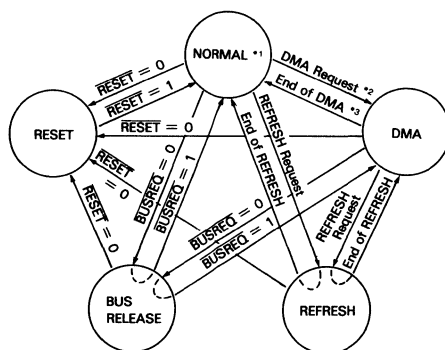 NORMAL *1
RESET = 0
RESET = 1
DMA Request *2
End of DMA *3
RESET
RESET = 0
DMA
REFRESH Request
End of REFRESH
RESET
= 0
BUSREQ = 0
BUSREQ = 1
RESET = 0
BUSREQ = 0
BUSREQ = 1
REFRESH
Request
End of REFRESH
BUS
RELEASE
REFRESH